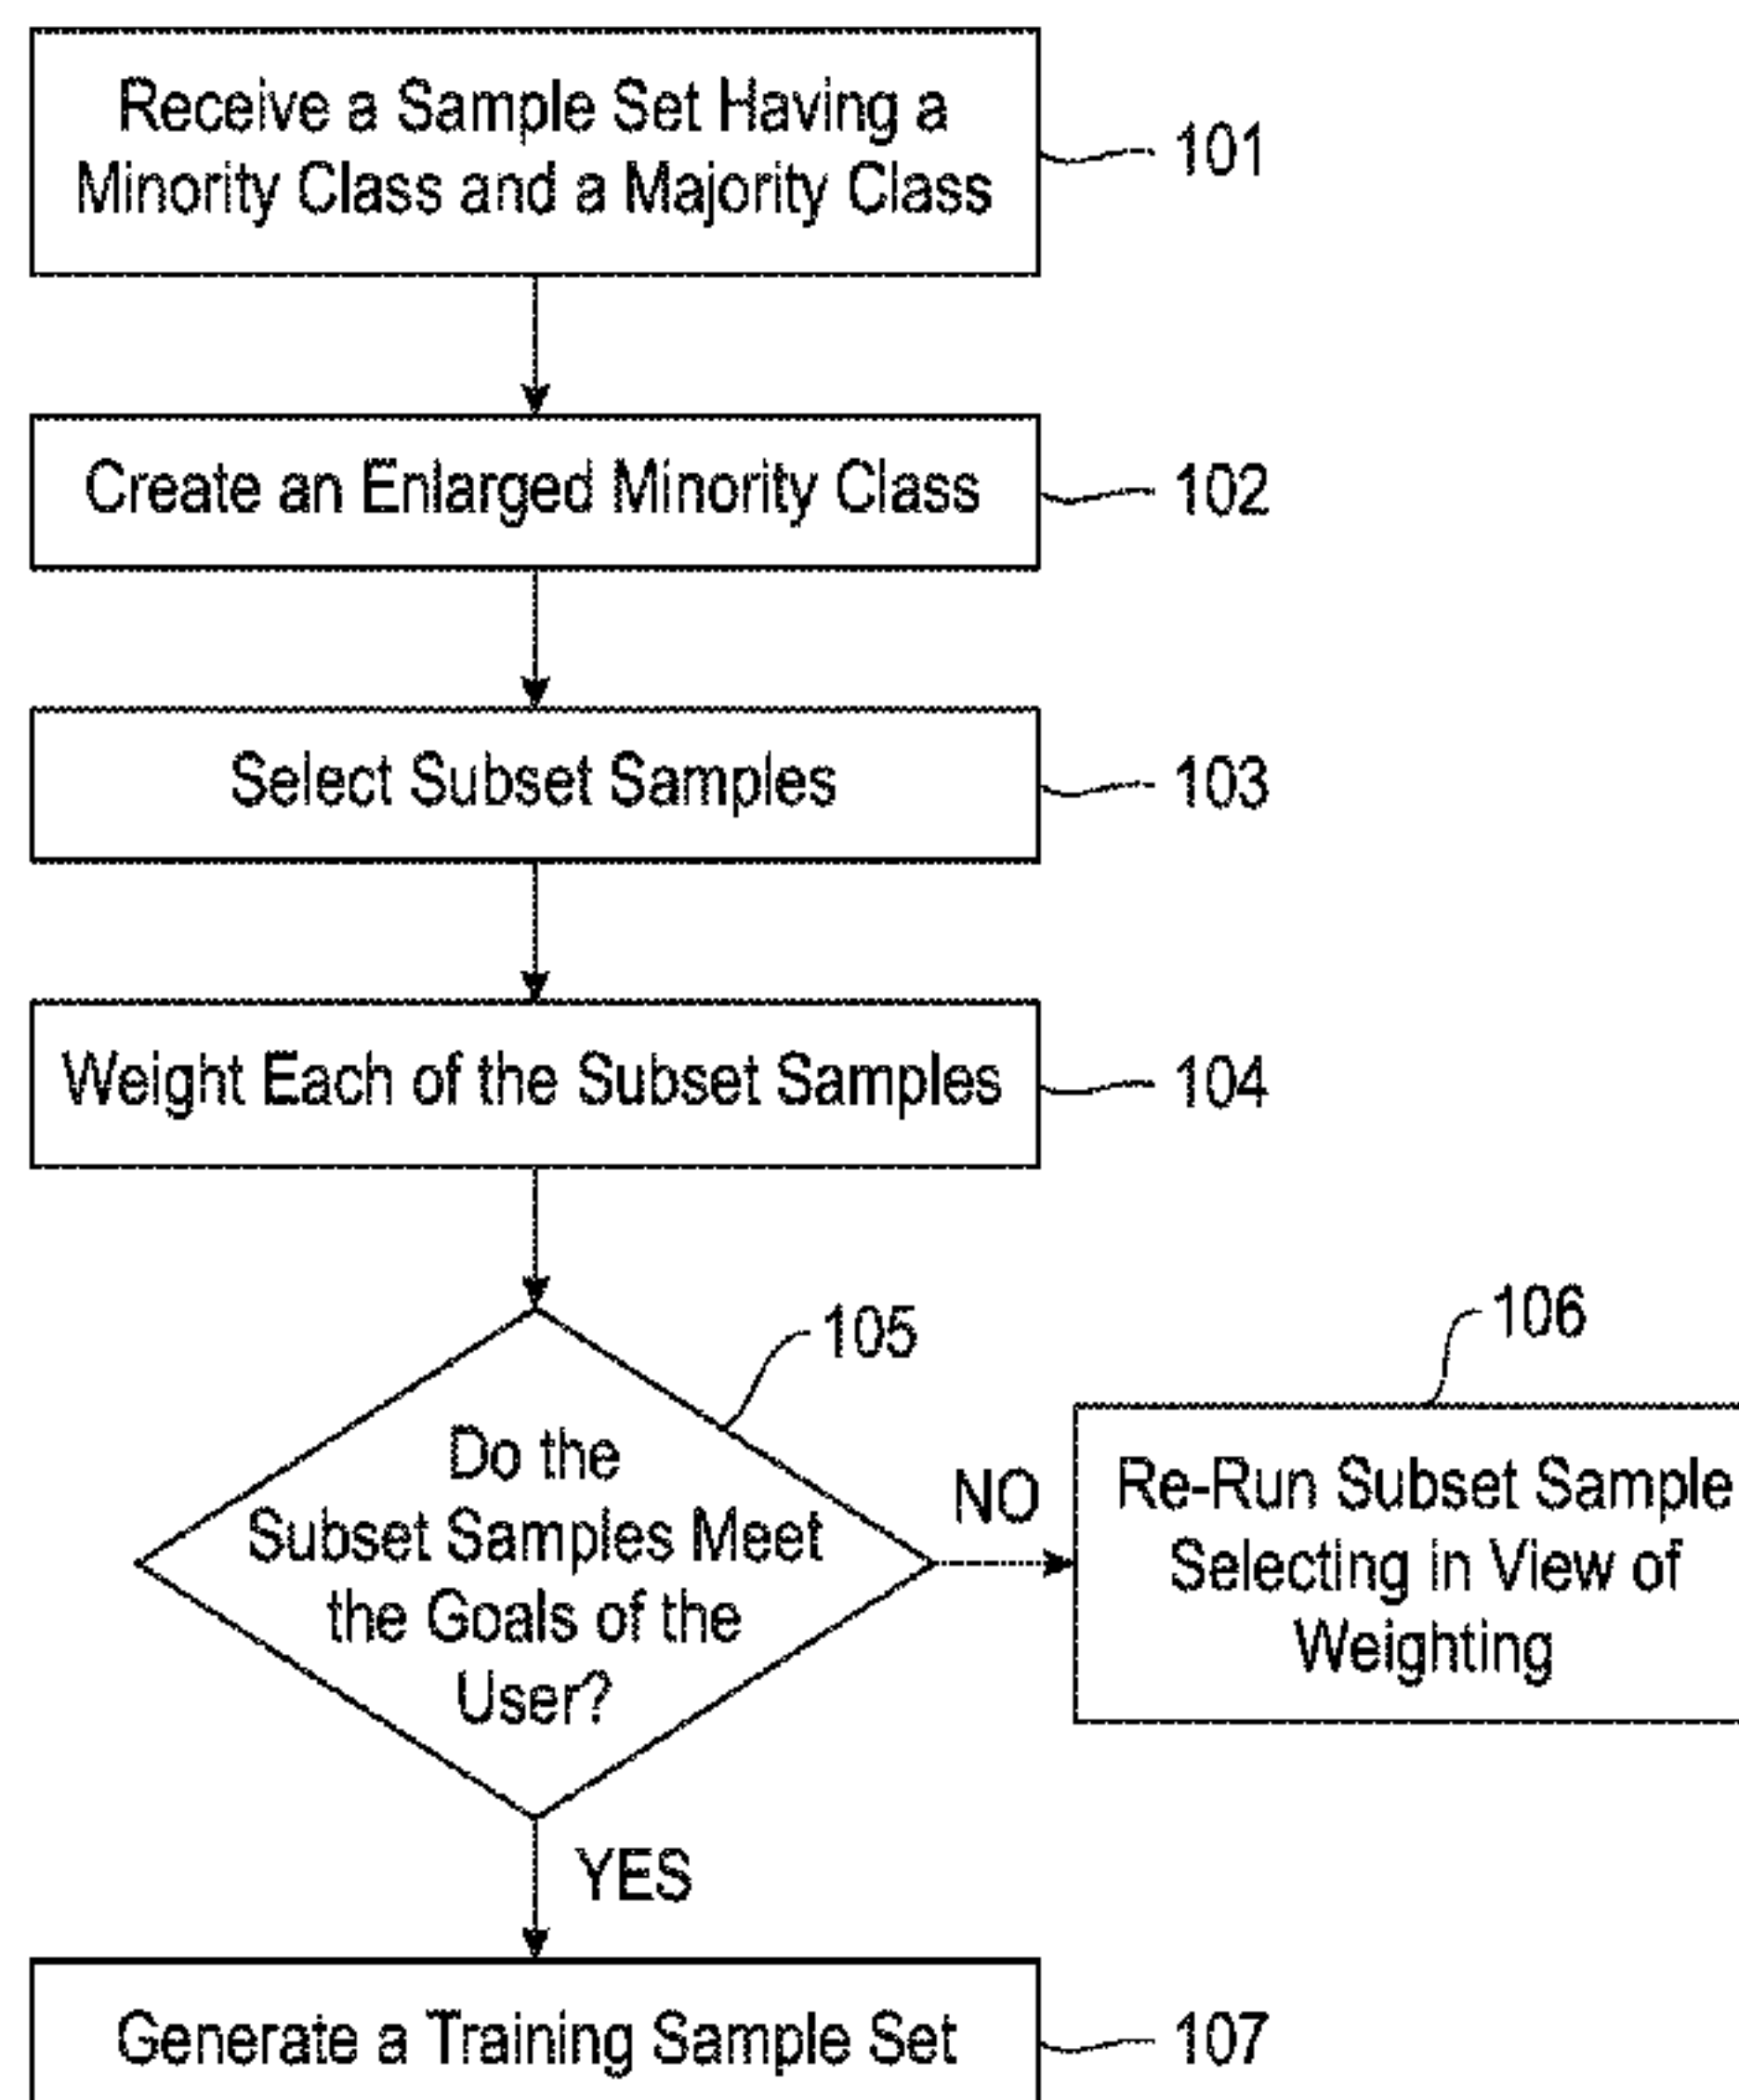 Receive a Sample Set Having a
Minority Class and a Majority Class
101
Create an Enlarged Minority Class
102
Select Subset Samples
103
Weight Each of the Subset Samples
104
105
Do the
Subset Samples Meet
the Goals of the
User?
NO
106
Re-Run Subset Sample
Selecting in View of
Weighting
YES
Generate a Training Sample Set
107